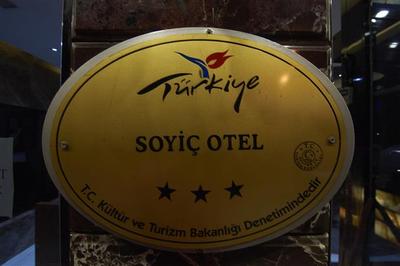 Türkiye
SOYİÇ OTEL
T.C. Kültür ve Turizm Bakanlığı Denetimindedir